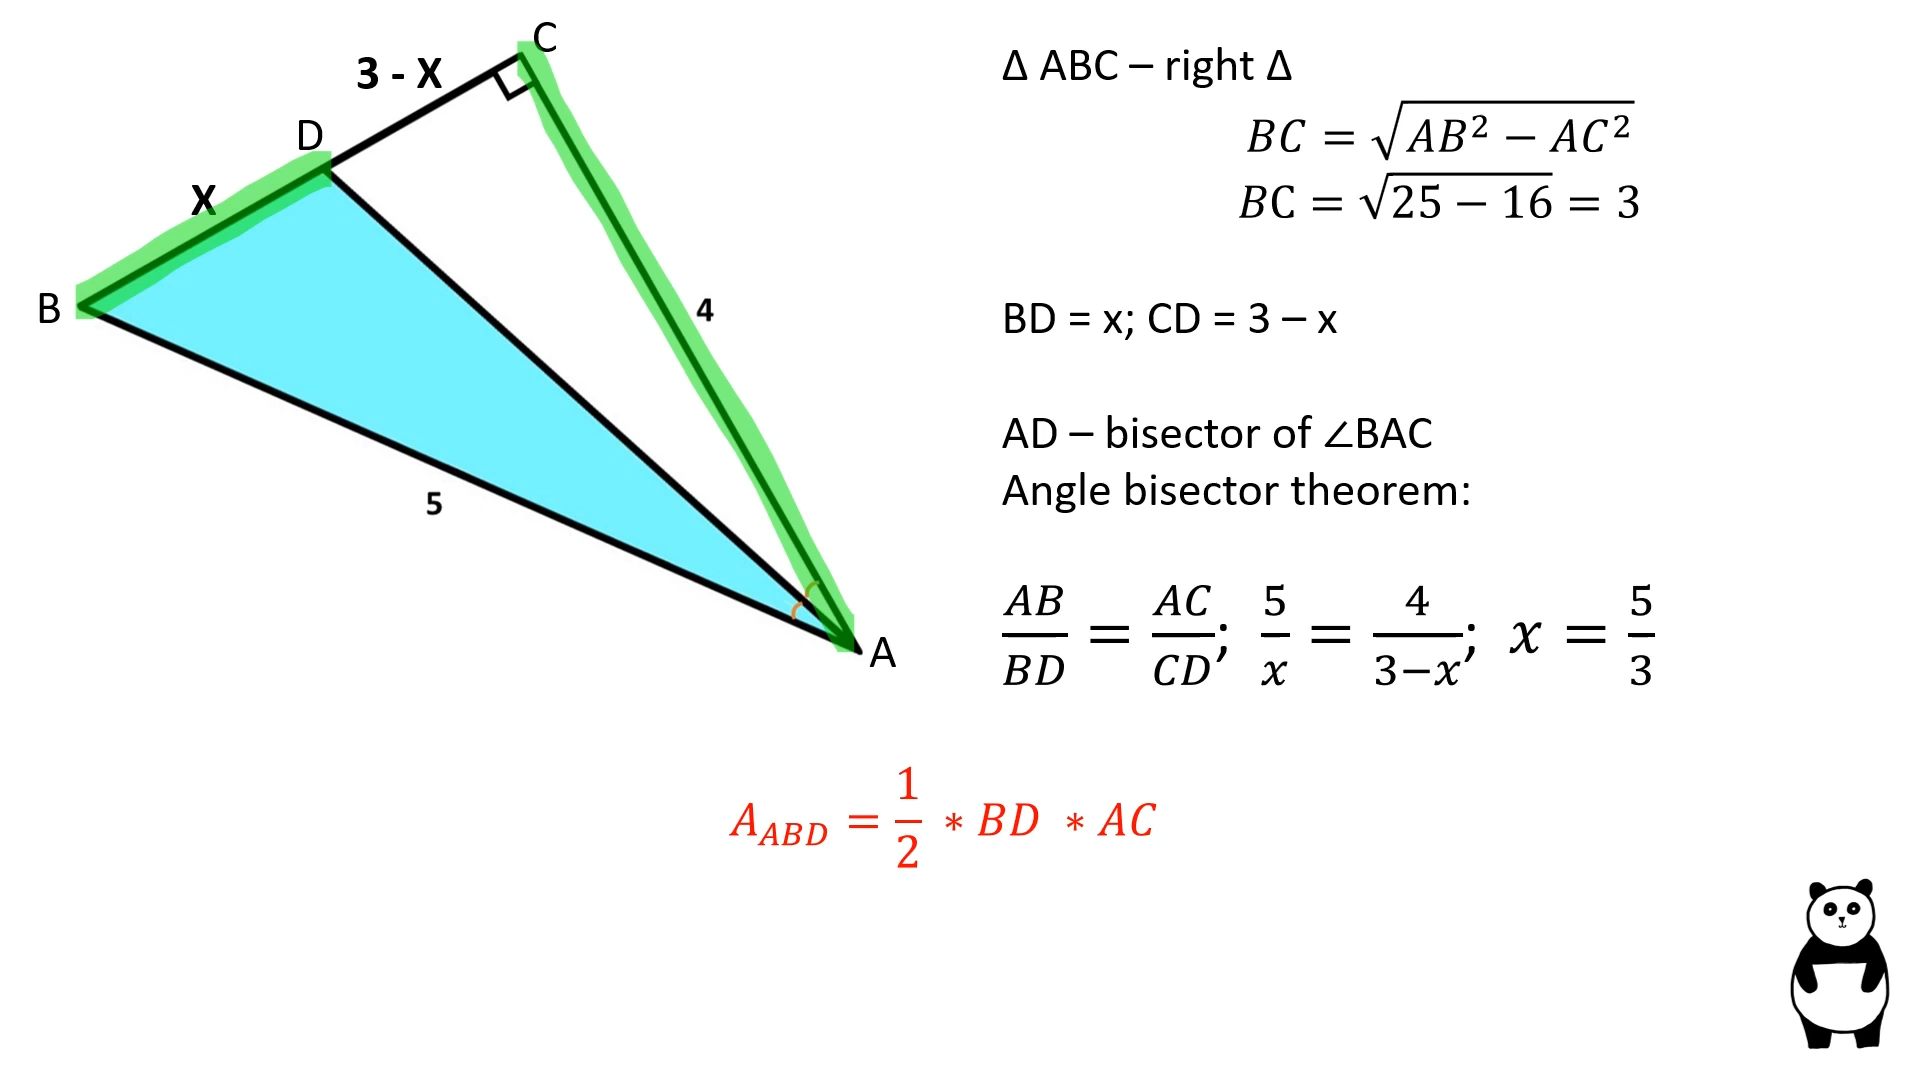 C
3 - X
D
X
B
4
5
A
Δ ABC – right Δ
BC = √(AB² − AC²)
BC = √(25 − 16) = 3
BD = x; CD = 3 – x
AD – bisector of ∠BAC
Angle bisector theorem:
AB/BD = AC/CD; 5/x = 4/(3−x); x = 5/3
A_ABD = 1/2 * BD * AC